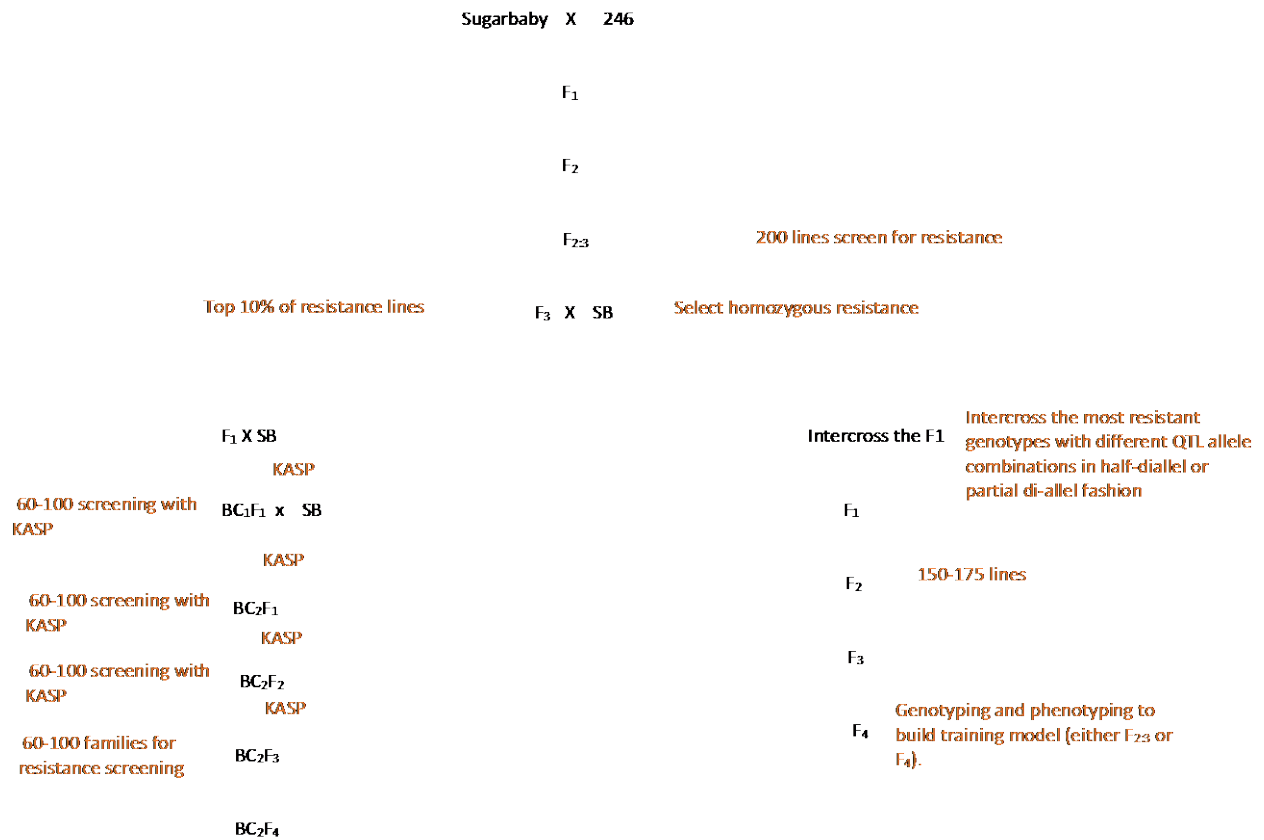 Sugarbaby X 246
F₁
F₂
F₂:₃ 200 lines screen for resistance
Top 10% of resistance lines F₃ X SB Select homozygous resistance
F₁ X SB
KASP
60-100 screening with
KASP
BC₁F₁ x SB
KASP
60-100 screening with
KASP
BC₂F₁
KASP
60-100 screening with
KASP
BC₂F₂
KASP
60-100 families for
resistance screening
BC₂F₃
BC₂F₄
Intercross the F1
Intercross the most resistant
genotypes with different QTL allele
combinations in half-diallel or
partial di-allel fashion
F₁
F₂ 150-175 lines
F₃
F₄
Genotyping and phenotyping to
build training model (either F₂:₃ or
F₄).